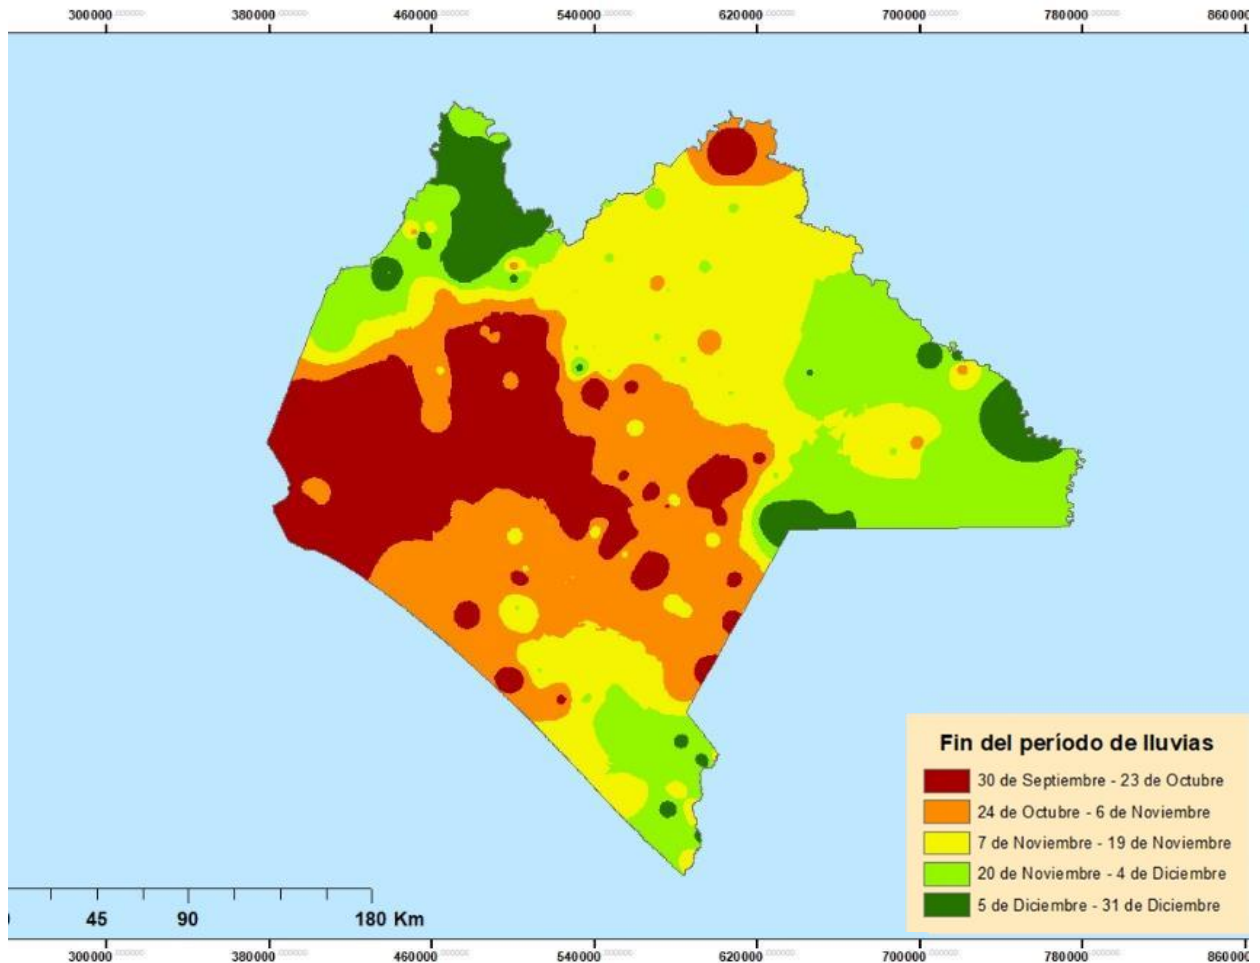 300000 380000 460000 540000 620000 700000 780000 860000
Fin del período de lluvias
30 de Septiembre - 23 de Octubre
24 de Octubre - 6 de Noviembre
7 de Noviembre - 19 de Noviembre
20 de Noviembre - 4 de Diciembre
5 de Diciembre - 31 de Diciembre
45 90 180 Km
300000 380000 460000 540000 620000 700000 780000 860000